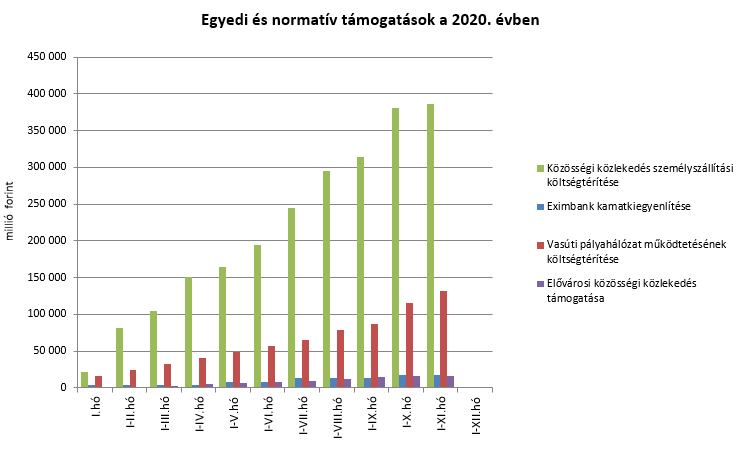 Egyedi és normatív támogatások a 2020. évben
450 000
400 000
350 000
300 000
250 000
200 000
150 000
100 000
50 000
0
millió forint
I.hó
I-II.hó
I-III.hó
I-IV.hó
I-V.hó
I-VI.hó
I-VII.hó
I-VIII.hó
I-IX.hó
I-X.hó
I-XI.hó
I-XII.hó
Közösségi közlekedés személyszállítási
költségtérítése
Eximbank kamatkiegyenlítése
Vasúti pályahálózat működtetésének
költségtérítése
Elővárosi közösségi közlekedés
támogatása